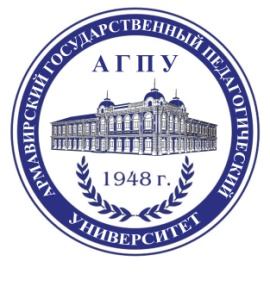 АРМАВИРСКИЙ ГОСУДАРСТВЕННЫЙ ПЕДАГОГИЧЕСКИЙ
УНИВЕРСИТЕТ
АГПУ
1948 г.